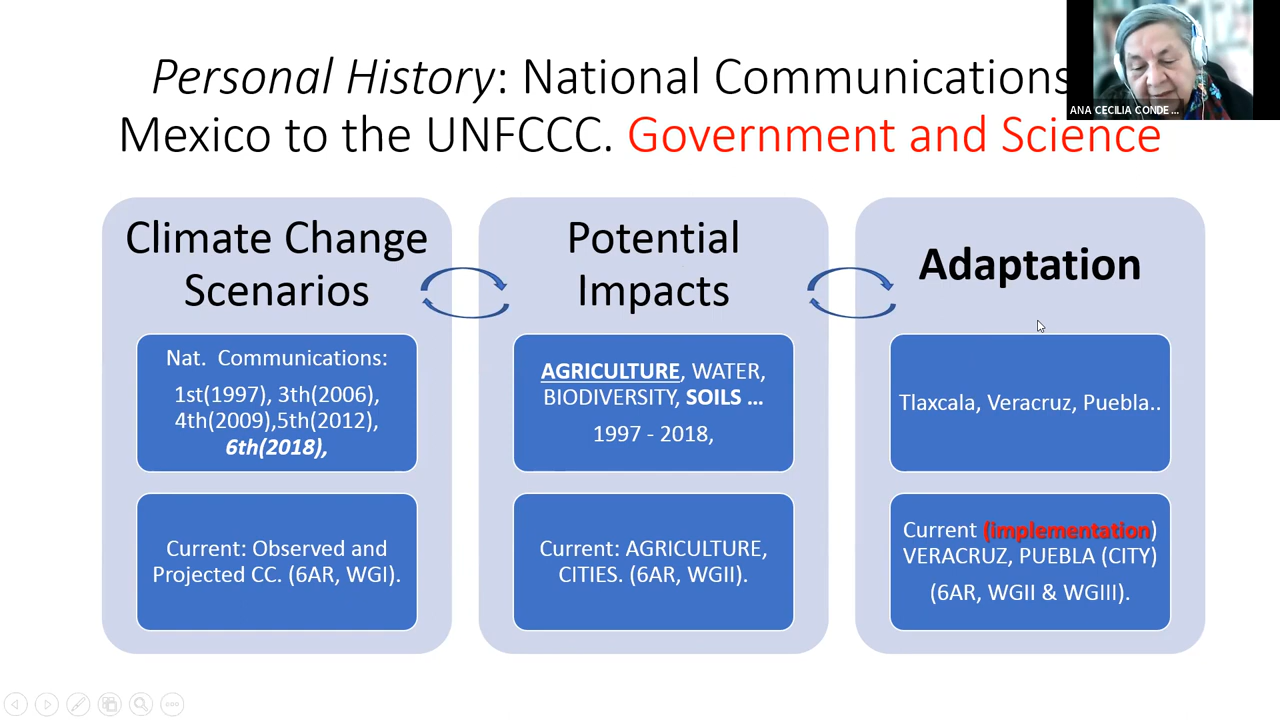 Personal History: National Communications
Mexico to the UNFCCC. Government and Science
ANA CECILIA CONDE ...
Climate Change
Scenarios
Nat. Communications:
1st(1997), 3th(2006),
4th(2009),5th(2012),
6th(2018),
Current: Observed and
Projected CC. (6AR, WGI).
Potential
Impacts
AGRICULTURE, WATER,
BIODIVERSITY, SOILS ...
1997 - 2018,
Current: AGRICULTURE,
CITIES. (6AR, WGII).
Adaptation
Tlaxcala, Veracruz, Puebla..
Current (implementation)
VERACRUZ, PUEBLA (CITY)
(6AR, WGII & WGIII).